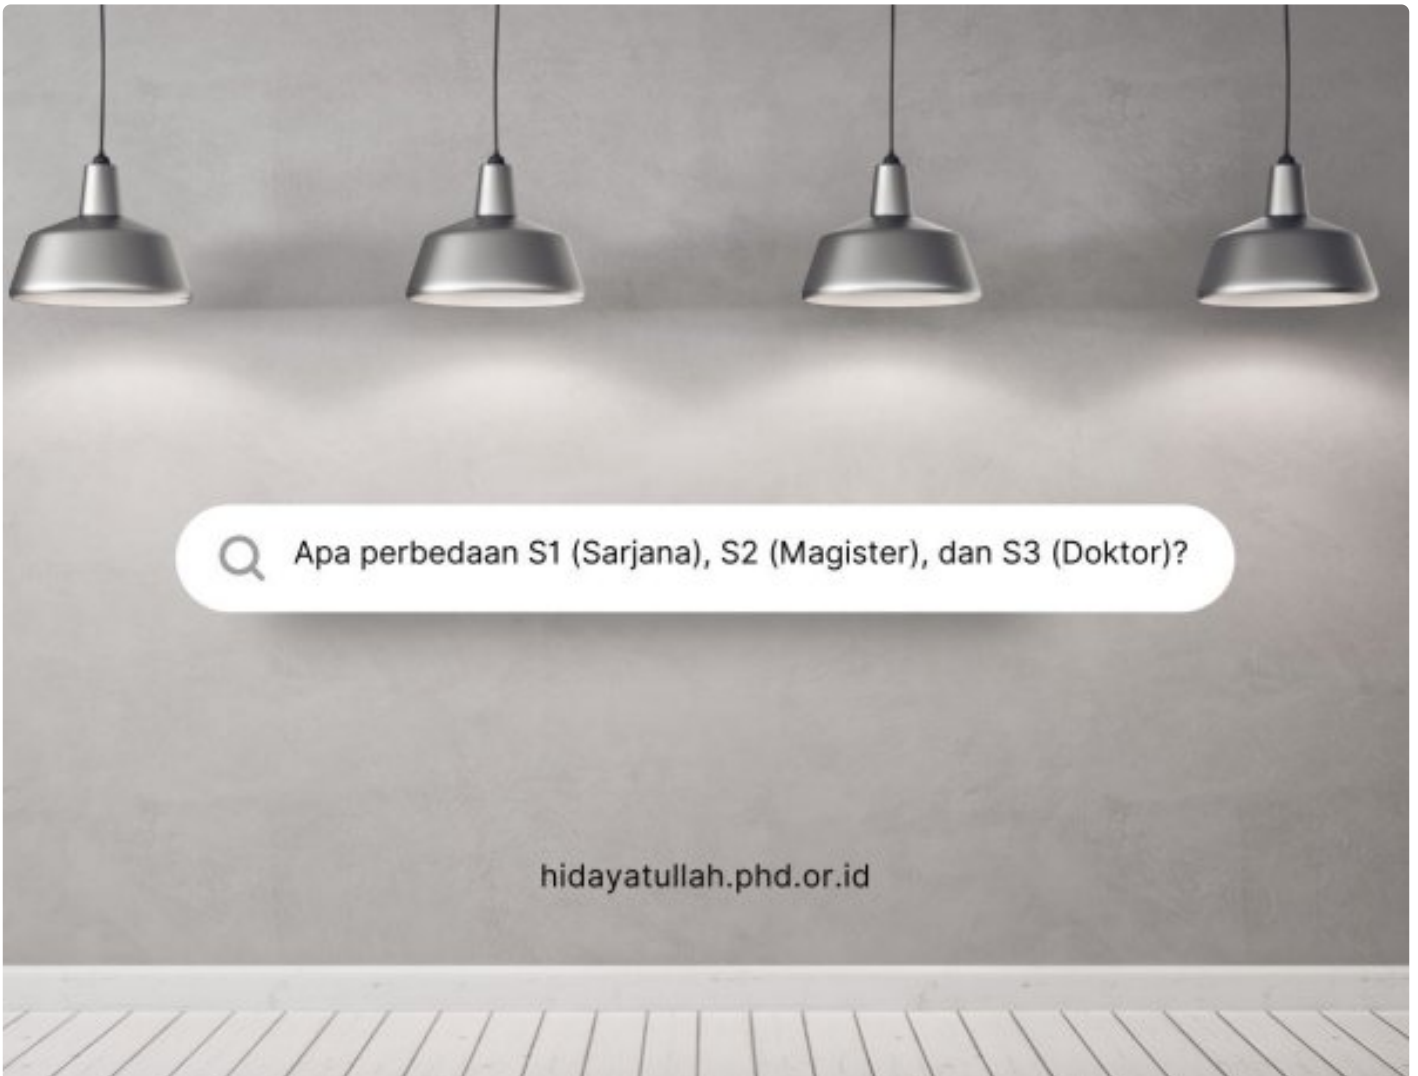 Apa perbedaan S1 (Sarjana), S2 (Magister), dan S3 (Doktor)?
hidayatullah.phd.or.id